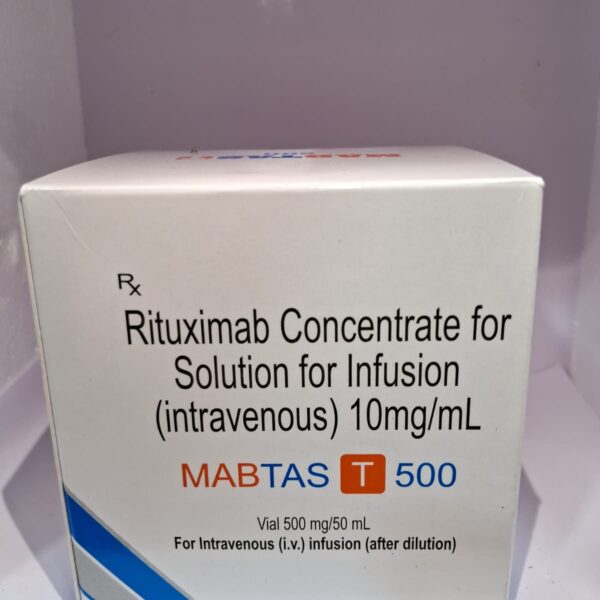 Rx
Rituximab Concentrate for
Solution for Infusion
(intravenous) 10mg/mL
MABTAS T 500
Vial 500 mg/50 mL
For Intravenous (i.v.) infusion (after dilution)